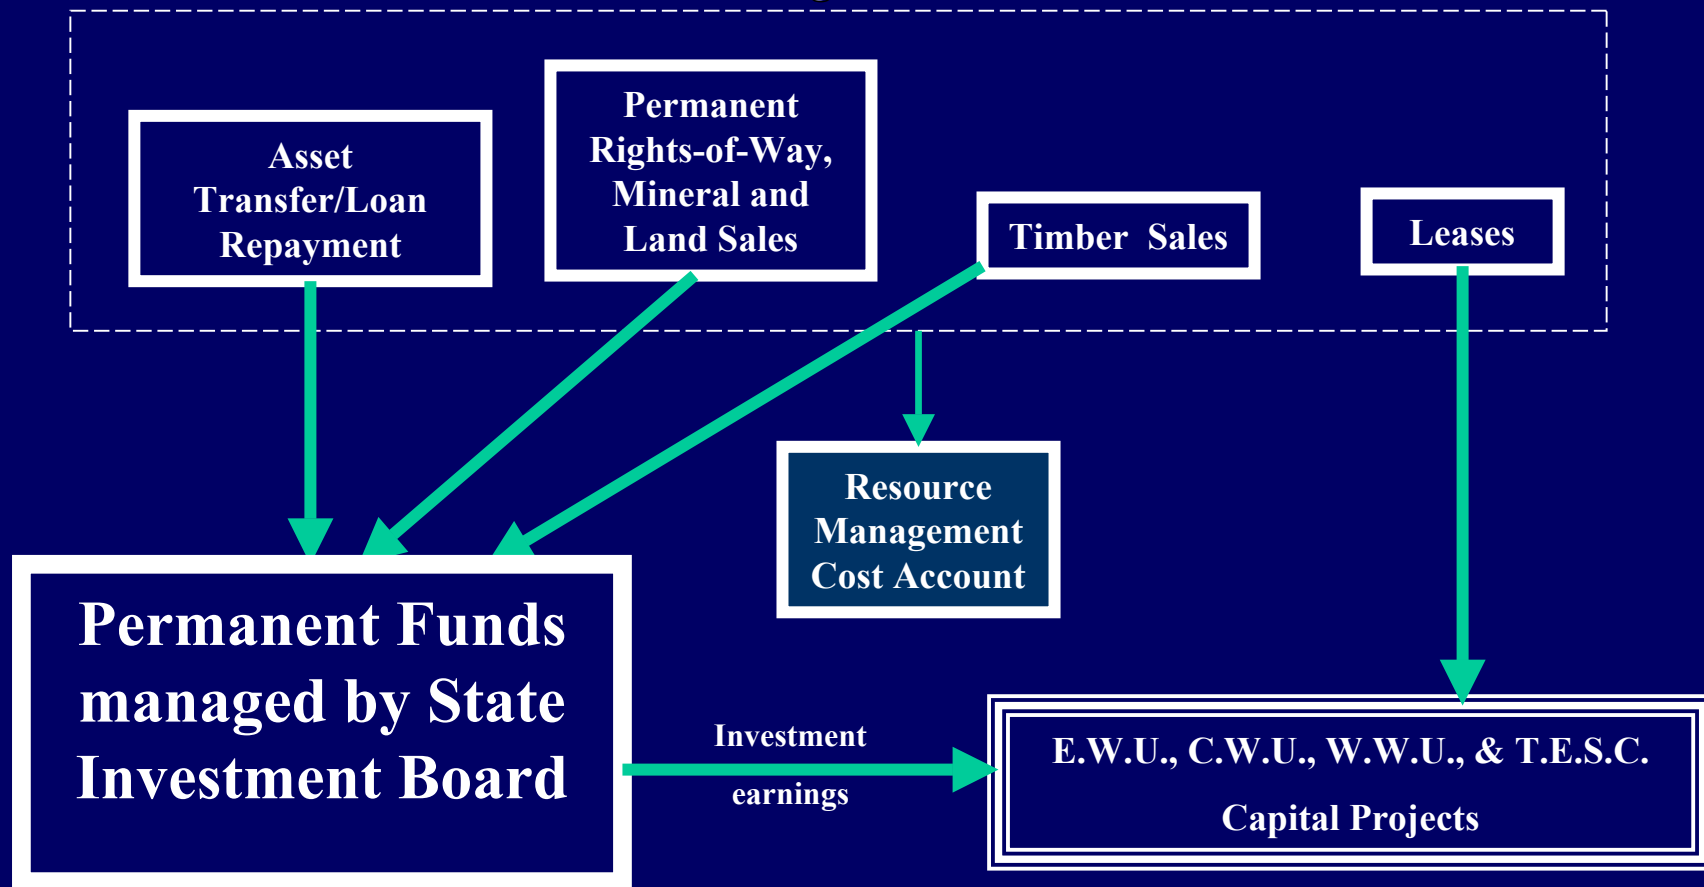 Asset
Transfer/Loan
Repayment
Permanent
Rights-of-Way,
Mineral and
Land Sales
Timber Sales
Leases
Resource
Management
Cost Account
Permanent Funds
managed by State
Investment Board
Investment
earnings
E.W.U., C.W.U., W.W.U., & T.E.S.C.
Capital Projects